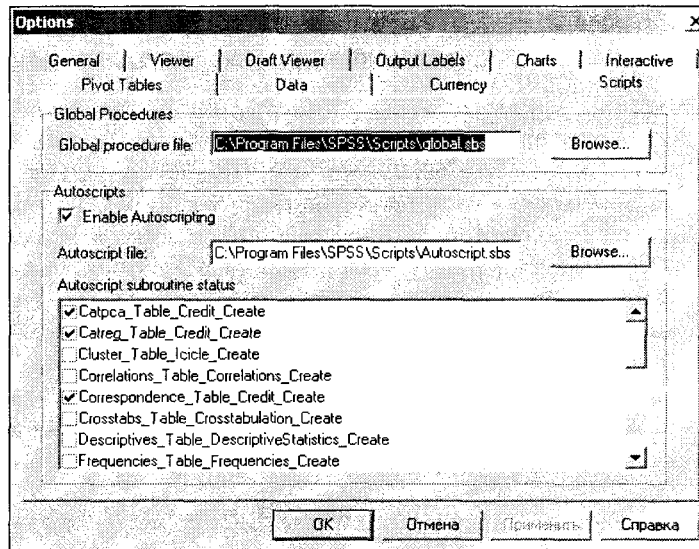 Options
General Viewer Draft Viewer Output Labels Charts Interactive
Pivot Tables Data Currency Scripts
Global Procedures
Global procedure file: C:\Program Files\SPSS\Scripts\global.sbs Browse...
Autoscripts
Enable Autoscripting
Autoscript file: C:\Program Files\SPSS\Scripts\Autoscript.sbs Browse...
Autoscript subroutine status
Catpca_Table_Credit_Create
Catreg_Table_Credit_Create
Cluster_Table_Icicle_Create
Correlations_Table_Correlations_Create
Correspondence_Table_Credit_Create
Crosstabs_Table_Crosstabulation_Create
Descriptives_Table_DescriptiveStatistics_Create
Frequencies_Table_Frequencies_Create
OK Отмена Применить Справка